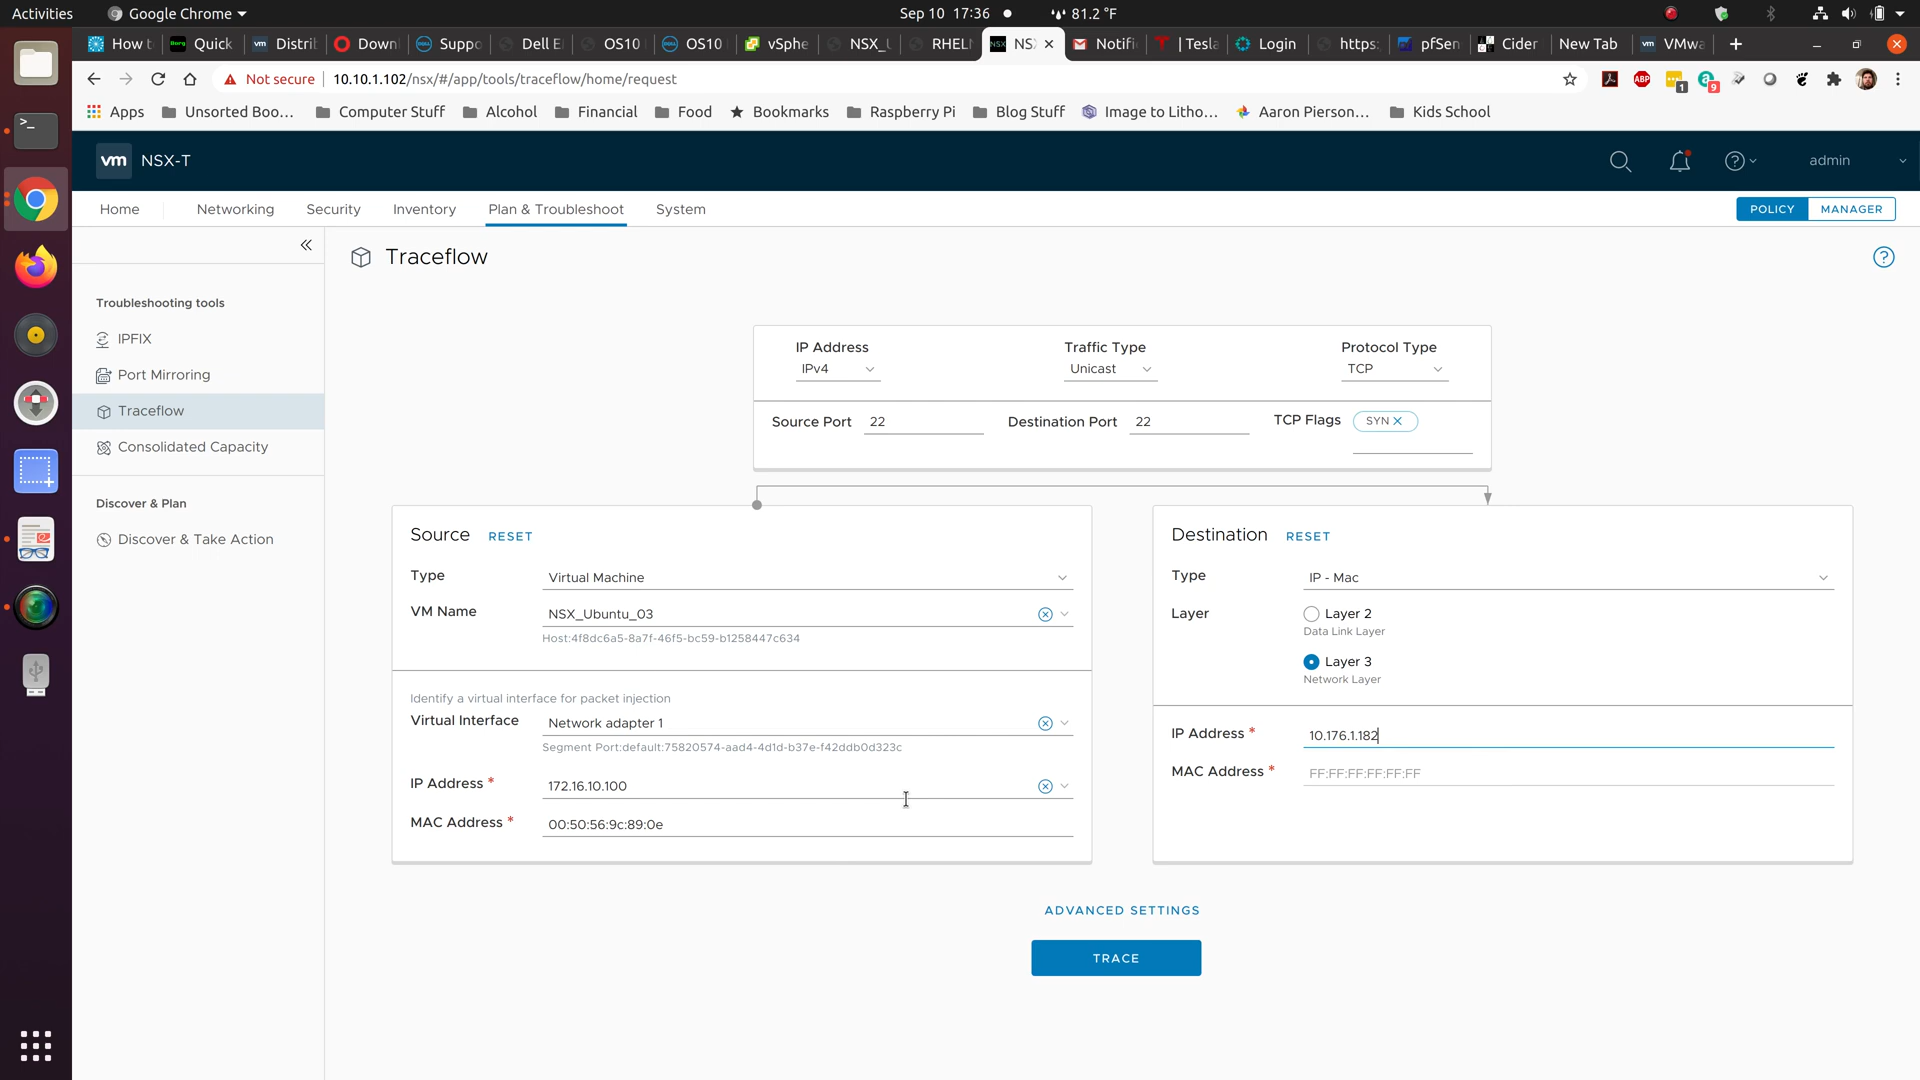 Activities
Google Chrome
Sep 10 17:36
81.2 °F
How t
Quick
Distri
Down
Suppo
Dell E
OS10
OS10
vSphe
NSX_U
RHEL
NSX
Notifi
| Tesla
Login
https:
pfSen
Cider
New Tab
VMwa
Not secure
10.10.1.102/nsx/#/app/tools/traceflow/home/request
ABP
1
9
Apps
Unsorted Boo...
Computer Stuff
Alcohol
Financial
Food
Bookmarks
Raspberry Pi
Blog Stuff
Image to Litho...
Aaron Pierson...
Kids School
vm
NSX-T
admin
Home
Networking
Security
Inventory
Plan & Troubleshoot
System
POLICY
MANAGER
Troubleshooting tools
IPFIX
Port Mirroring
Traceflow
Consolidated Capacity
Discover & Plan
Discover & Take Action
Traceflow
IP Address
Traffic Type
Protocol Type
IPv4
Unicast
TCP
Source Port
22
Destination Port
22
TCP Flags
SYN
Source
RESET
Type
Virtual Machine
VM Name
NSX_Ubuntu_03
Host:4f8dc6a5-8a7f-46f5-bc59-b1258447c634
Identify a virtual interface for packet injection
Virtual Interface
Network adapter 1
Segment Port:default:75820574-aad4-4d1d-b37e-f42ddb0d323c
IP Address *
172.16.10.100
MAC Address *
00:50:56:9c:89:0e
Destination
RESET
Type
IP - Mac
Layer
Layer 2
Data Link Layer
Layer 3
Network Layer
IP Address *
10.176.1.182
MAC Address *
FF:FF:FF:FF:FF:FF
ADVANCED SETTINGS
TRACE